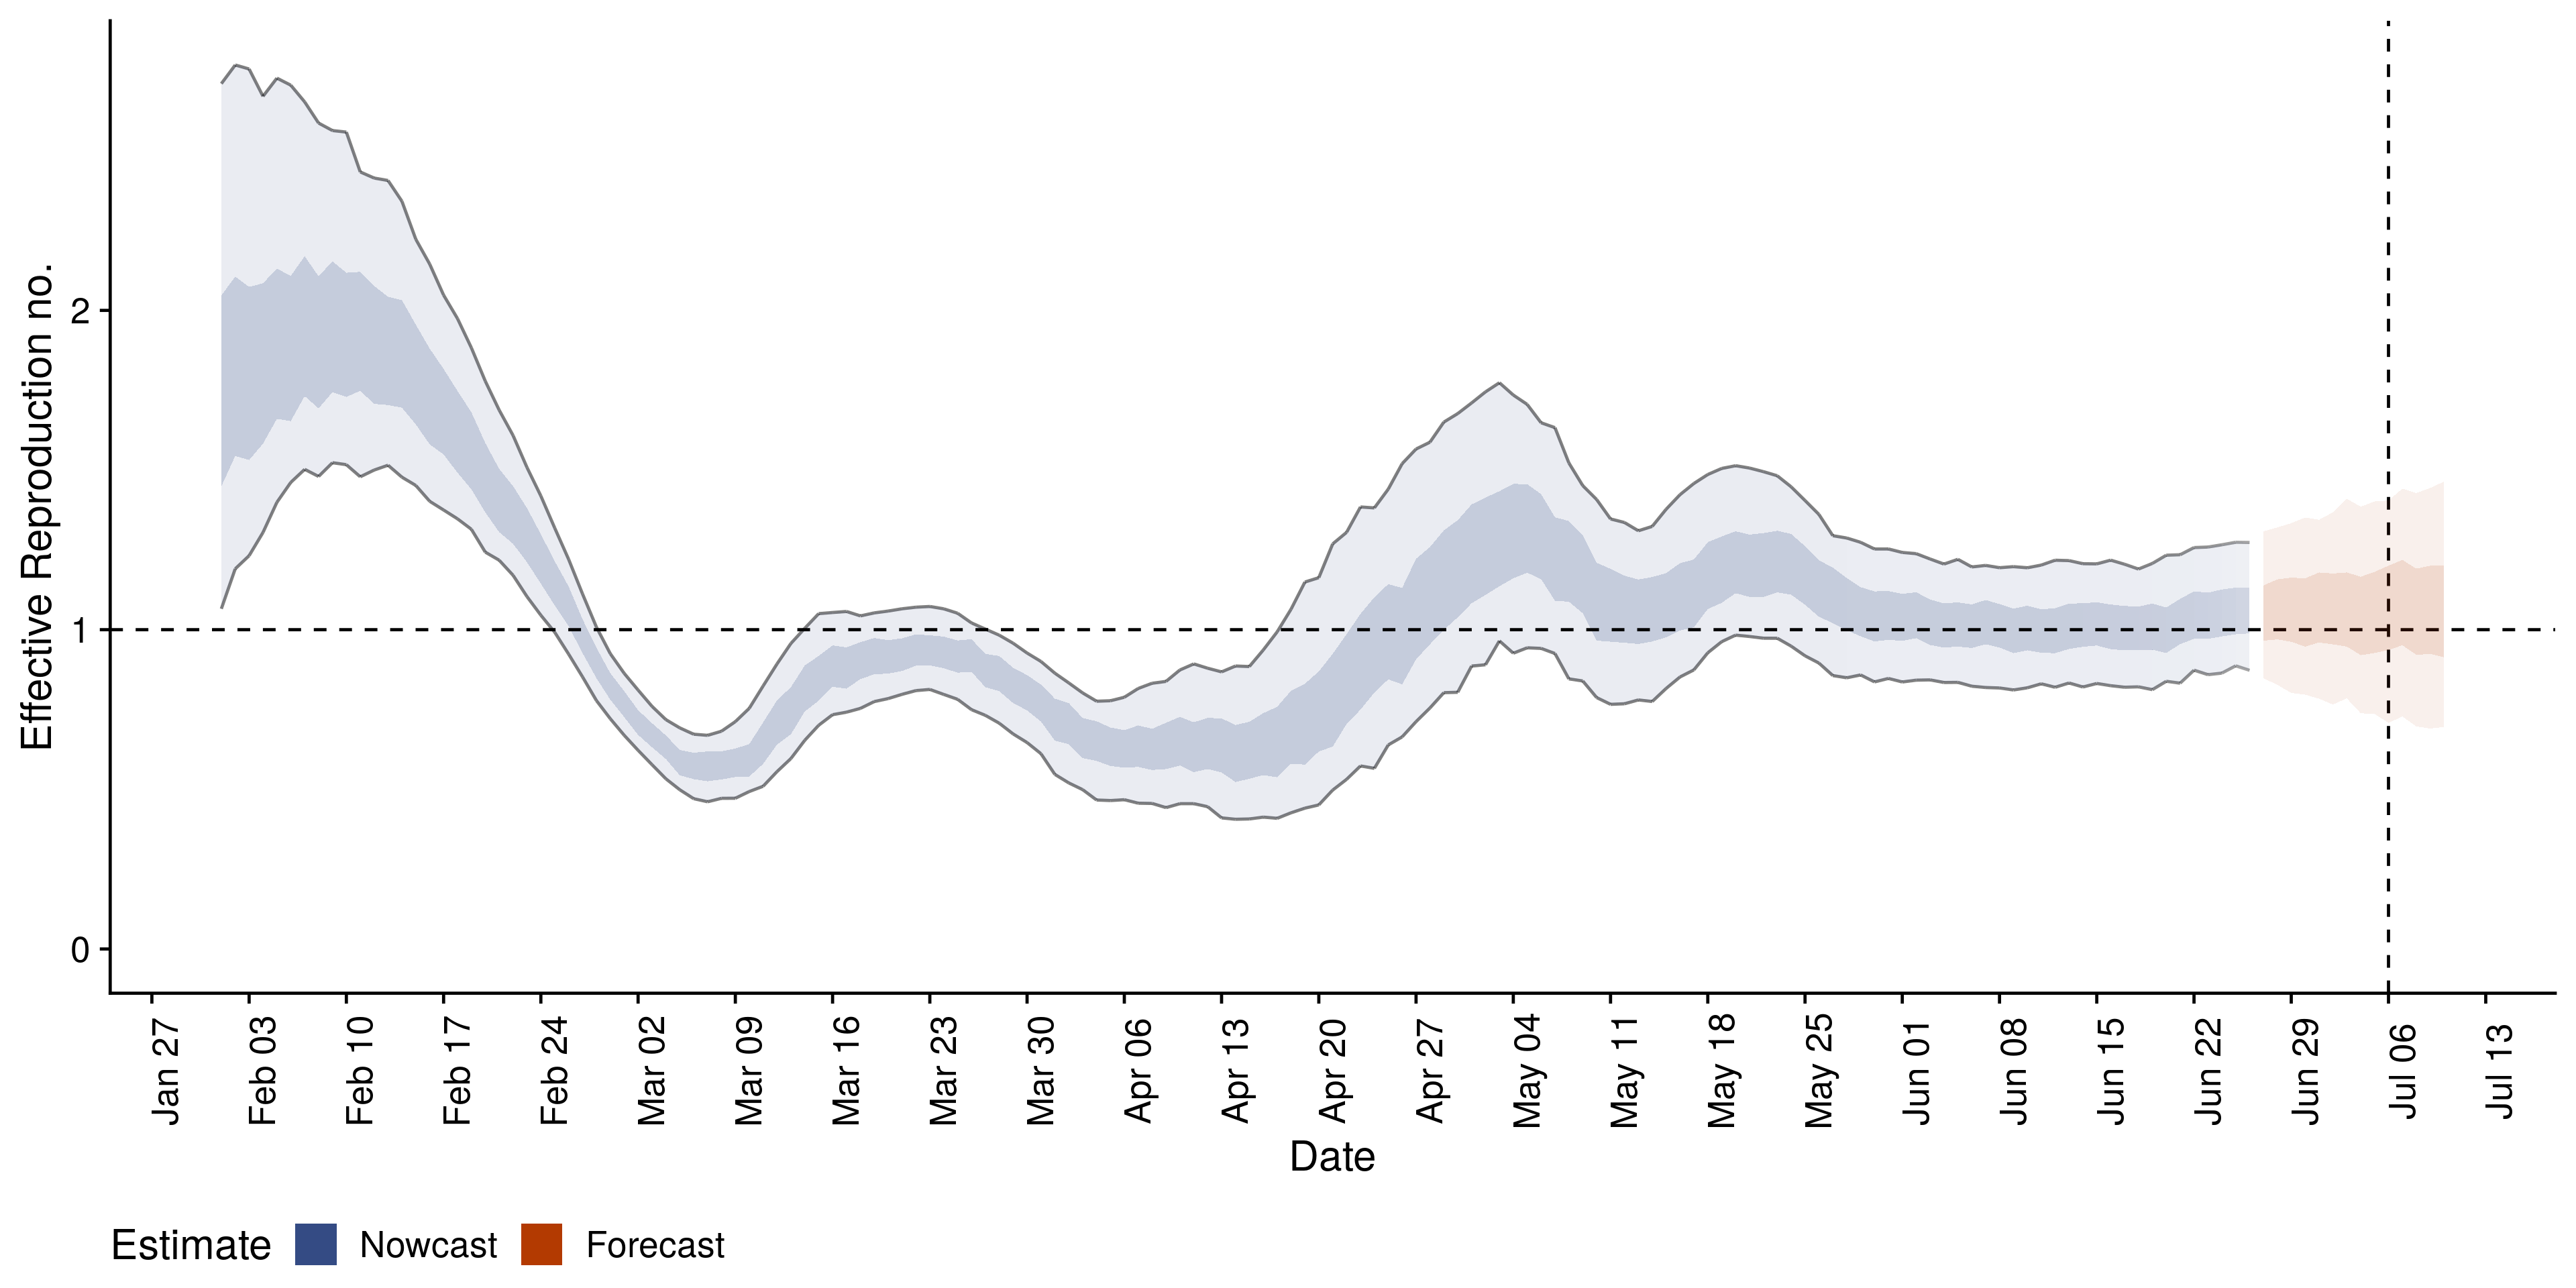 Effective Reproduction no.
2
1
0
Jan 27
Feb 03
Feb 10
Feb 17
Feb 24
Mar 02
Mar 09
Mar 16
Mar 23
Mar 30
Apr 06
Apr 13
Apr 20
Apr 27
May 04
May 11
May 18
May 25
Jun 01
Jun 08
Jun 15
Jun 22
Jun 29
Jul 06
Jul 13
Date
Estimate Nowcast Forecast